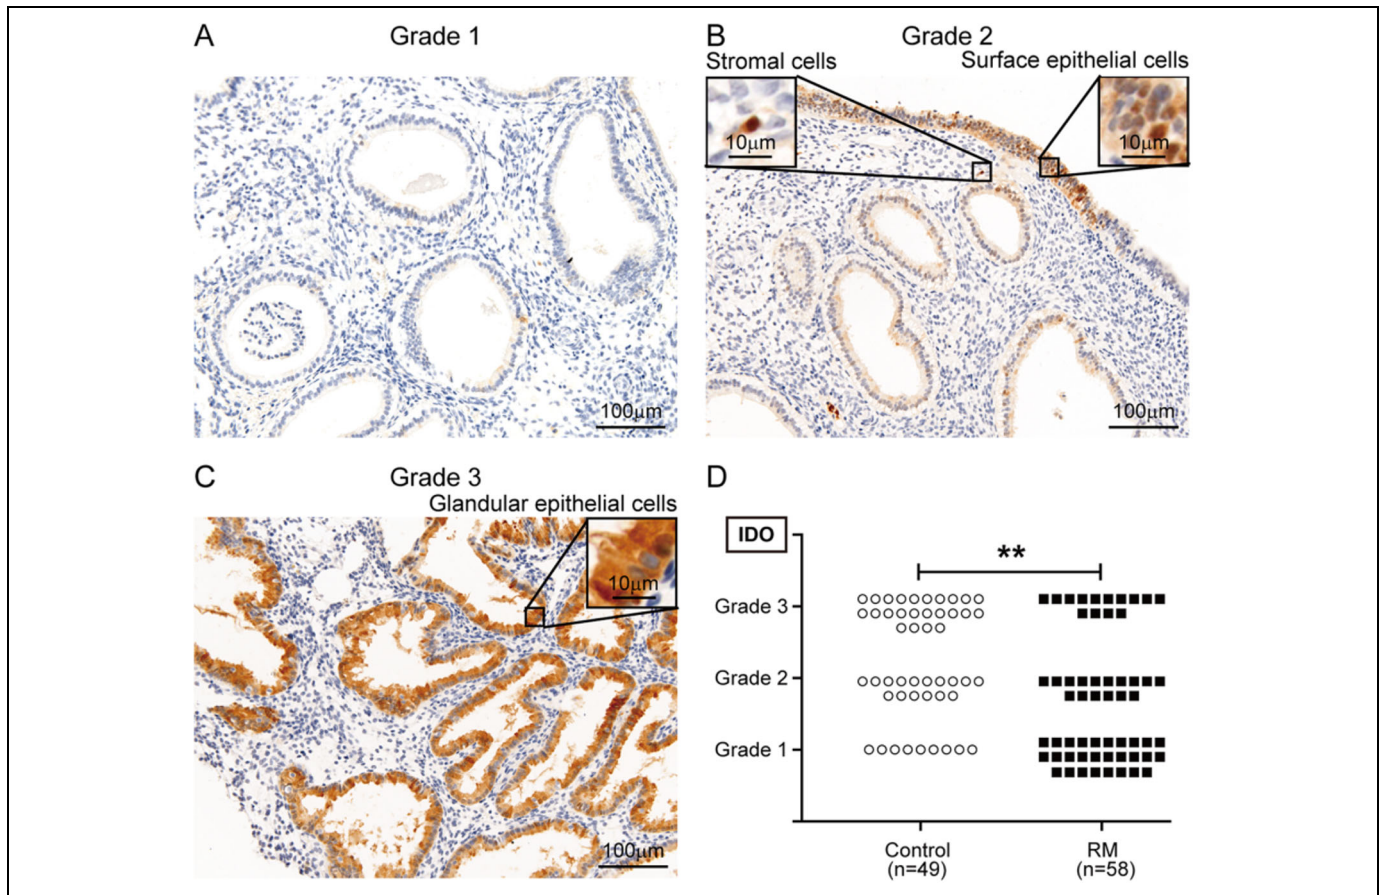 A
Grade 1
100μm
B
Grade 2
Stromal cells
Surface epithelial cells
10μm
10μm
100μm
C
Grade 3
Glandular epithelial cells
10μm
100μm
D
IDO
**
Grade 3
Grade 2
Grade 1
Control
(n=49)
RM
(n=58)